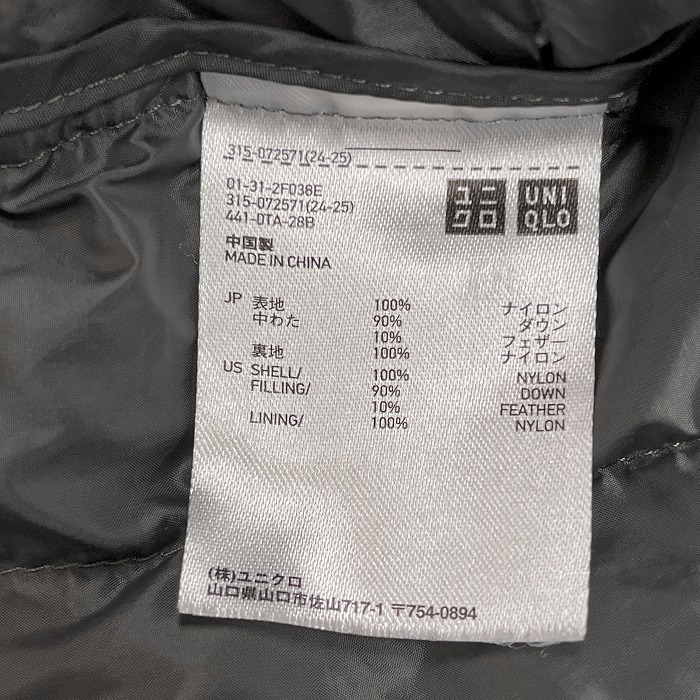 315-072571(24-25)
01-31-2F038E
315-072571(24-25)
441-0TA-28B
ユニクロ
UNIQLO
中国製
MADE IN CHINA
JP 表地 100% ナイロン
中わた 90% ダウン
10% フェザー
裏地 100% ナイロン
US SHELL/ 100% NYLON
FILLING/ 90% DOWN
10% FEATHER
LINING/ 100% NYLON
(株)ユニクロ
山口県山口市佐山717-1 〒754-0894